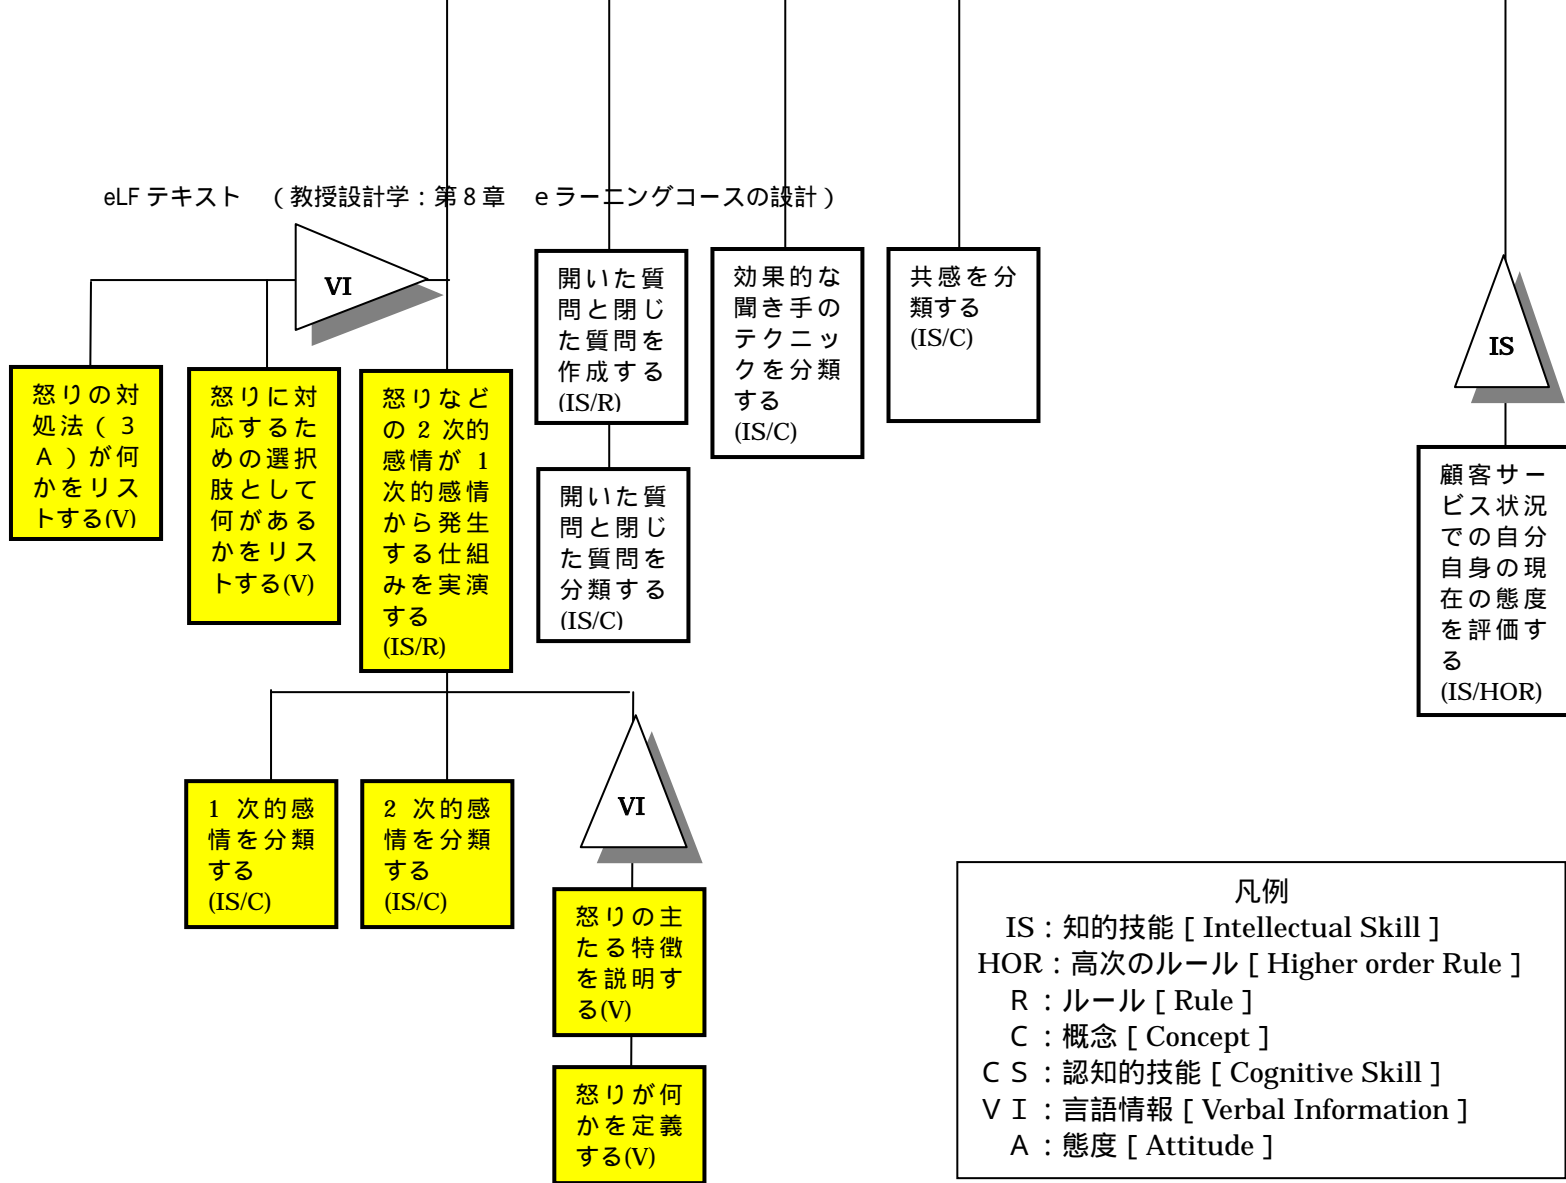 eLF テキスト （教授設計学：第８章　ｅラーニングコースの設計）
VI
怒りの対
処法（３
Ａ）が何
かをリス
トする(V)
怒りに対
応するた
めの選択
肢として
何がある
かをリス
トする(V)
怒りなど
の 2 次的
感情が 1
次的感情
から発生
する仕組
みを実演
する
(IS/R)
開いた質
問と閉じ
た質問を
作成する
(IS/R)
開いた質
問と閉じ
た質問を
分類する
(IS/C)
効果的な
聞き手の
テクニッ
クを分類
する
(IS/C)
共感を分
類する
(IS/C)
IS
顧客サー
ビス状況
での自分
自身の現
在の態度
を評価す
る
(IS/HOR)
1 次的感
情を分類
する
(IS/C)
2 次的感
情を分類
する
(IS/C)
VI
怒りの主
たる特徴
を説明す
る(V)
怒りが何
かを定義
する(V)
凡例
IS：知的技能［Intellectual Skill］
HOR：高次のルール［Higher order Rule］
Ｒ：ルール［Rule］
Ｃ：概念［Concept］
ＣＳ：認知的技能［Cognitive Skill］
ＶＩ：言語情報［Verbal Information］
Ａ：態度［Attitude］